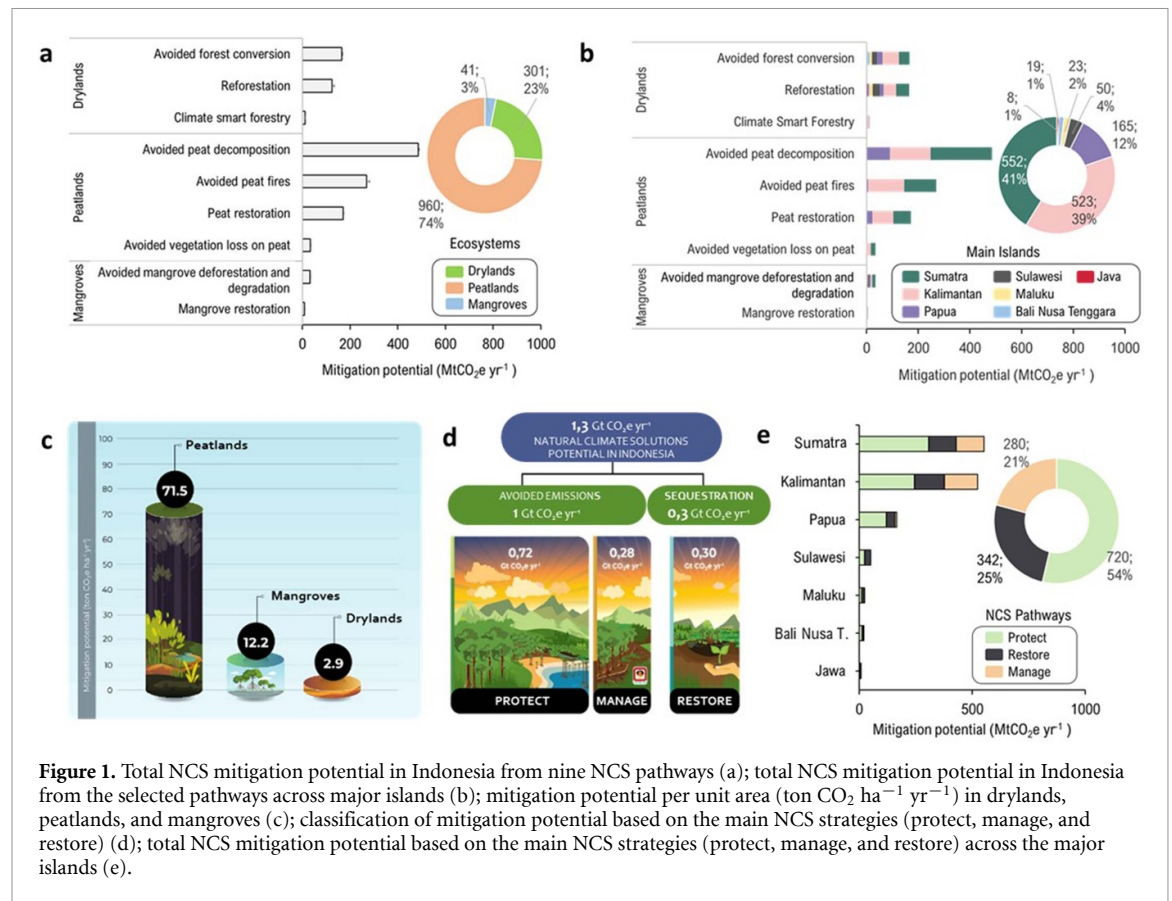 a
Drylands
Avoided forest conversion
Reforestation
Climate smart forestry
Peatlands
Avoided peat decomposition
Avoided peat fires
Peat restoration
Avoided vegetation loss on peat
Mangroves
Avoided mangrove deforestation and
degradation
Mangrove restoration
0 200 400 600 800 1000
Mitigation potential (MtCO₂e yr⁻¹ )
41;
3%
301;
23%
960;
74%
Ecosystems
Drylands
Peatlands
Mangroves
b
Drylands
Avoided forest conversion
Reforestation
Climate Smart Forestry
Peatlands
Avoided peat decomposition
Avoided peat fires
Peat restoration
Avoided vegetation loss on peat
Mangroves
Avoided mangrove deforestation and
degradation
Mangrove restoration
0 200 400 600 800 1000
Mitigation potential (MtCO₂e yr⁻¹ )
8;
1%
19;
1%
23;
2%
50;
4%
165;
12%
552;
41%
523;
39%
Main Islands
Sumatra Sulawesi Java
Kalimantan Maluku
Papua Bali Nusa Tenggara
c
Mitigation potential [ton CO₂e ha⁻¹ yr⁻¹]
100
90
80
70
60
50
40
30
20
10
0
Peatlands
71.5
Mangroves
12.2
Drylands
2.9
d
1,3 Gt CO₂e yr⁻¹
NATURAL CLIMATE SOLUTIONS
POTENTIAL IN INDONESIA
AVOIDED EMISSIONS
1 Gt CO₂e yr⁻¹
SEQUESTRATION
0,3 Gt CO₂e yr⁻¹
0,72
Gt CO₂e yr⁻¹
0,28
Gt CO₂e yr⁻¹
0,30
Gt CO₂e yr⁻¹
PROTECT
MANAGE
RESTORE
e
Sumatra
Kalimantan
Papua
Sulawesi
Maluku
Bali Nusa T.
Jawa
0 500 1000
Mitigation potential (MtCO₂e yr⁻¹ )
280;
21%
342;
25%
720;
54%
NCS Pathways
Protect
Restore
Manage
Figure 1. Total NCS mitigation potential in Indonesia from nine NCS pathways (a); total NCS mitigation potential in Indonesia
from the selected pathways across major islands (b); mitigation potential per unit area (ton CO₂ ha⁻¹ yr⁻¹) in drylands,
peatlands, and mangroves (c); classification of mitigation potential based on the main NCS strategies (protect, manage, and
restore) (d); total NCS mitigation potential based on the main NCS strategies (protect, manage, and restore) across the major
islands (e).